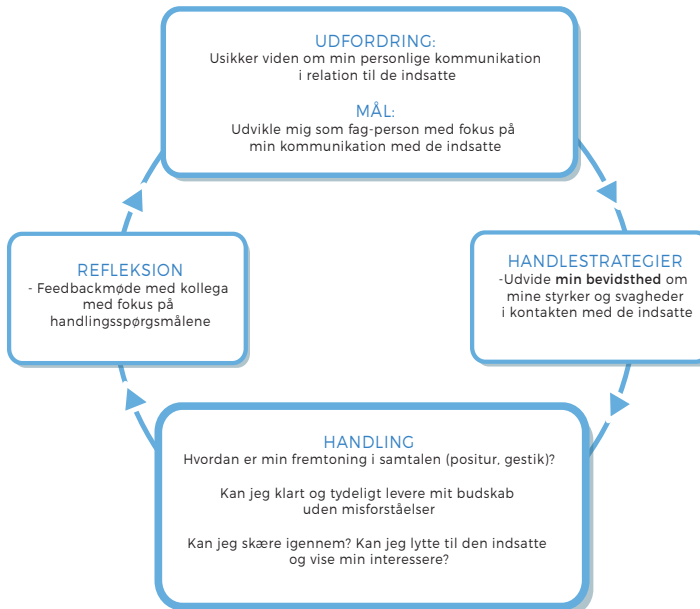 UDFORDRING:
Usikker viden om min personlige kommunikation
i relation til de indsatte
MÅL:
Udvikle mig som fag-person med fokus på
min kommunikation med de indsatte
HANDLESTRATEGIER
-Udvide min bevidsthed om
mine styrker og svagheder
i kontakten med de indsatte
HANDLING
Hvordan er min fremtoning i samtalen (positur, gestik)?
Kan jeg klart og tydeligt levere mit budskab
uden misforståelser
Kan jeg skære igennem? Kan jeg lytte til den indsatte
og vise min interessere?
REFLEKSION
- Feedbackmøde med kollega
med fokus på
handlingsspørgsmålene